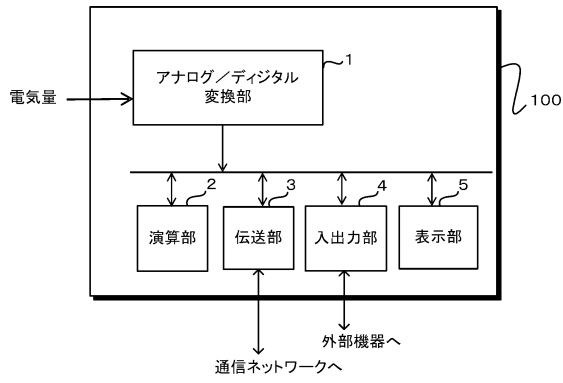 アナログ／ディジタル
変換部
1
電気量
100
2
3
4
5
演算部
伝送部
入出力部
表示部
外部機器へ
通信ネットワークへ